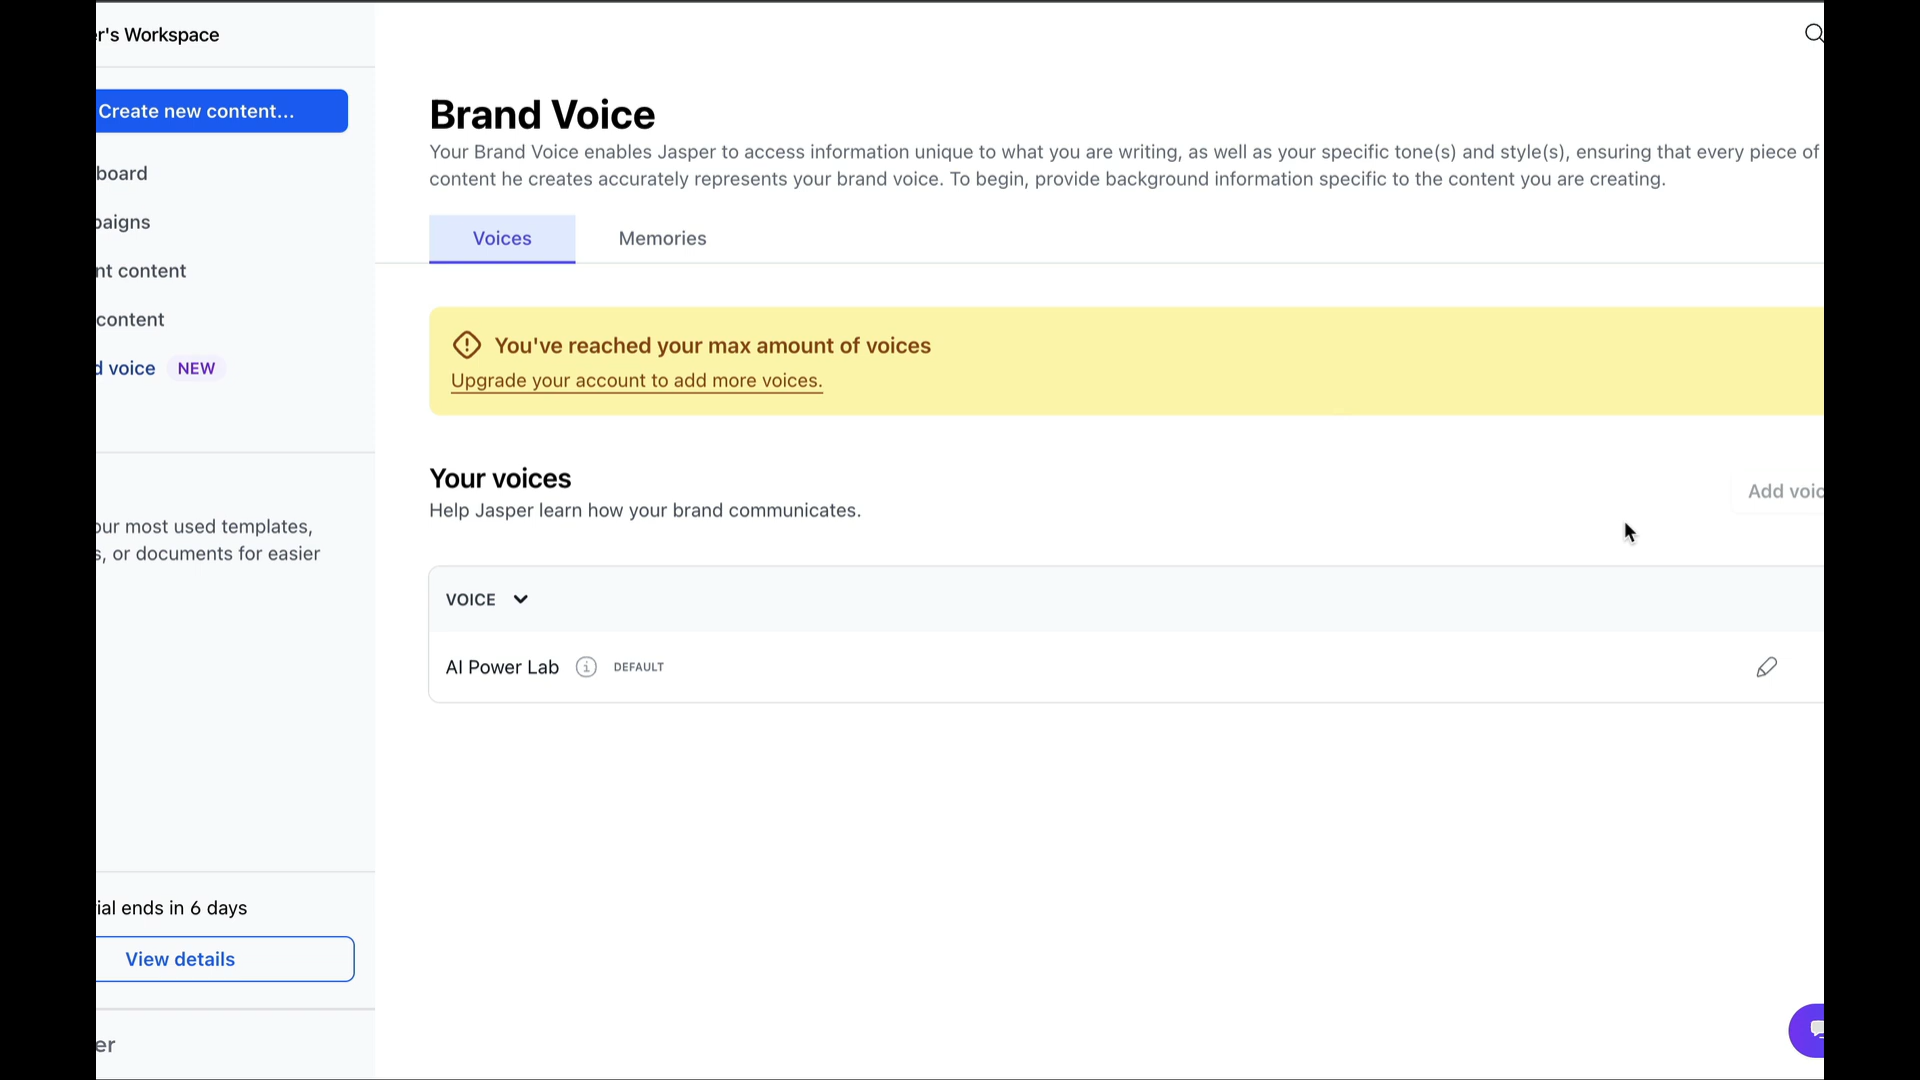 er's Workspace
Create new content...
board
paigns
nt content
content
d voice NEW
our most used templates,
s, or documents for easier
ial ends in 6 days
View details
er
Brand Voice
Your Brand Voice enables Jasper to access information unique to what you are writing, as well as your specific tone(s) and style(s), ensuring that every piece of
content he creates accurately represents your brand voice. To begin, provide background information specific to the content you are creating.
Voices Memories
You've reached your max amount of voices
Upgrade your account to add more voices.
Your voices
Help Jasper learn how your brand communicates.
Add voic
VOICE
AI Power Lab DEFAULT